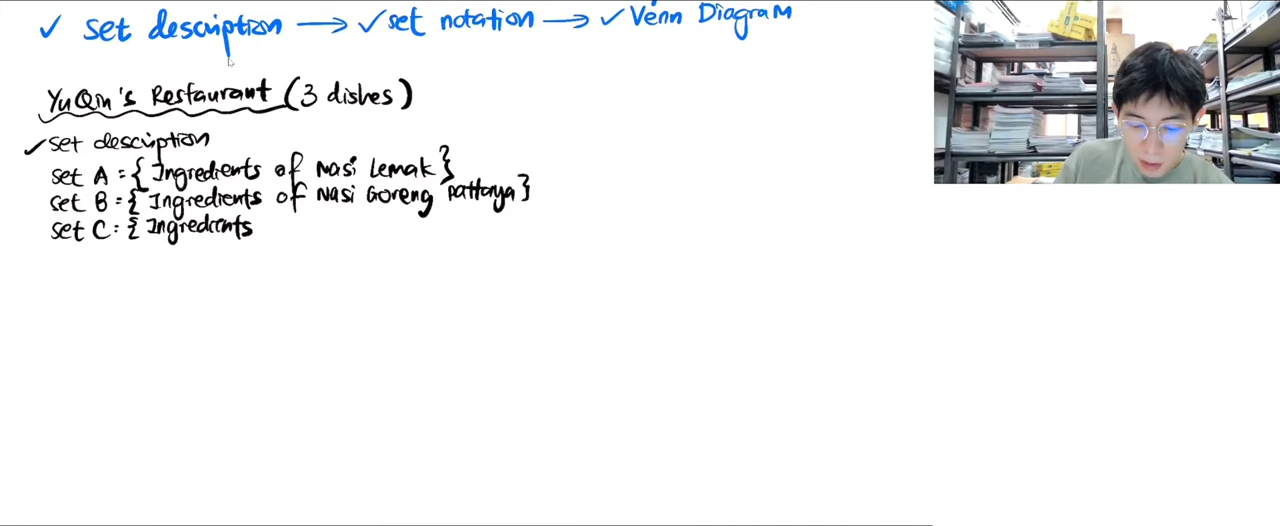 ✓ set description → ✓ set notation → ✓ Venn Diagram
YuQin's Restaurant (3 dishes)
✓ set description
set A = { Ingredients of Nasi Lemak }
set B = { Ingredients of Nasi Goreng Pattaya }
set C = { Ingredients